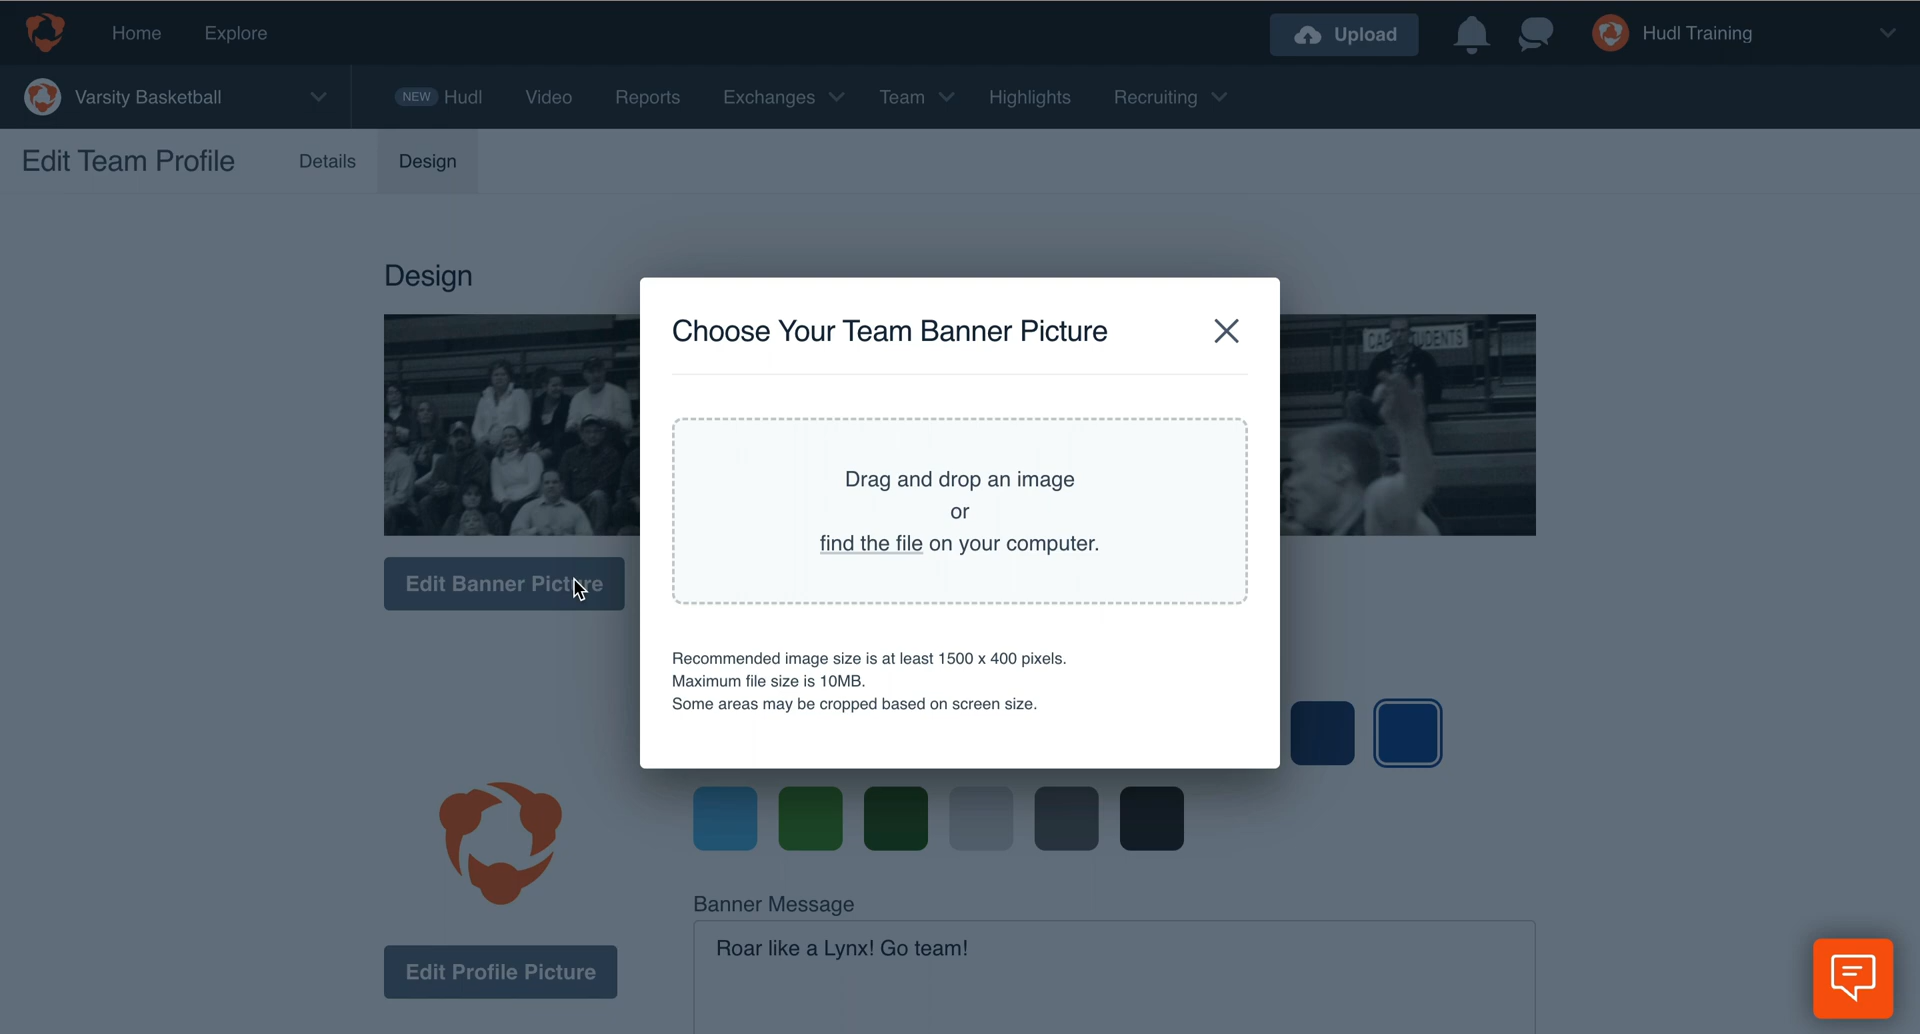 Home
Explore
Upload
Hudl Training
Varsity Basketball
NEW Hudl
Video
Reports
Exchanges
Team
Highlights
Recruiting
Edit Team Profile
Details
Design
Design
Choose Your Team Banner Picture
Drag and drop an image
or
find the file on your computer.
Edit Banner Picture
Recommended image size is at least 1500 x 400 pixels.
Maximum file size is 10MB.
Some areas may be cropped based on screen size.
Banner Message
Roar like a Lynx! Go team!
Edit Profile Picture